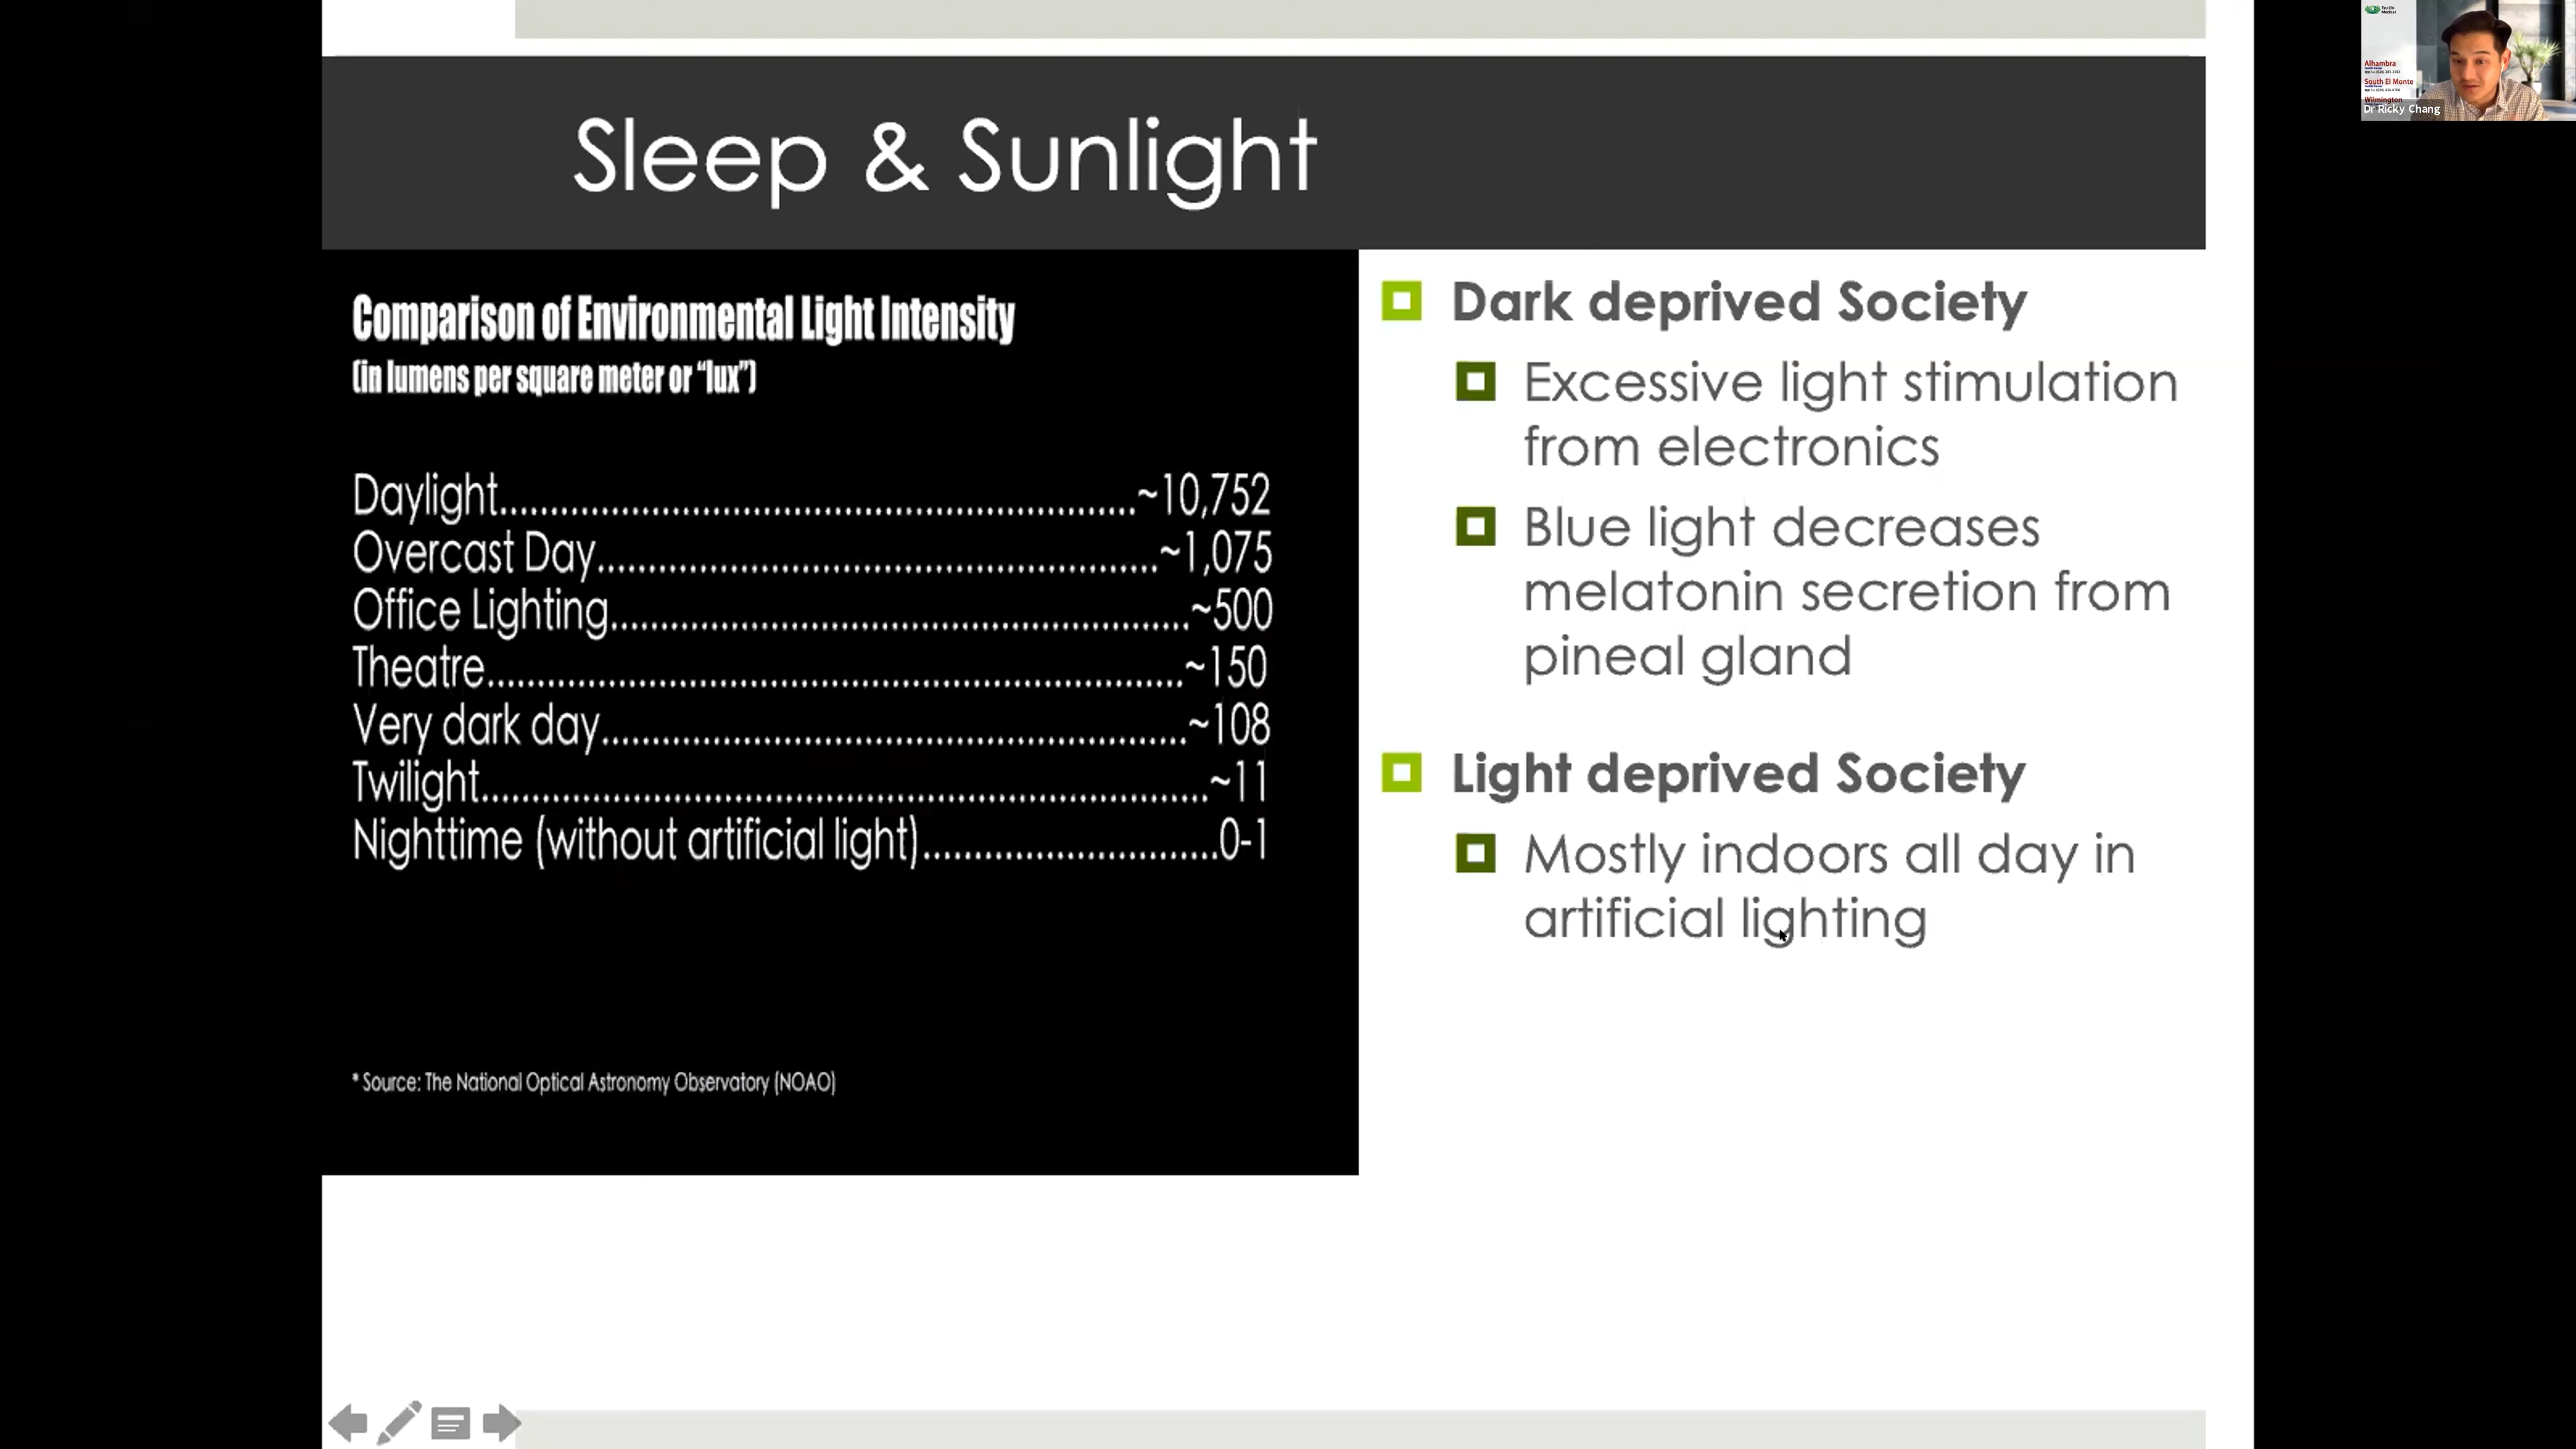 Sleep & Sunlight
Comparison of Environmental Light Intensity
(in lumens per square meter or “lux”)
Daylight...............................................................~10,752
Overcast Day.......................................................~1,075
Office Lighting.........................................................~500
Theatre.....................................................................~150
Very dark day.........................................................~108
Twilight.......................................................................~11
Nighttime (without artificial light).............................0-1
* Source: The National Optical Astronomy Observatory (NOAO)
Dark deprived Society
Excessive light stimulation
from electronics
Blue light decreases
melatonin secretion from
pineal gland
Light deprived Society
Mostly indoors all day in
artificial lighting
Tzu Chi
Medical
Alhambra
South El Monte
Wilmington
Dr Ricky Chang